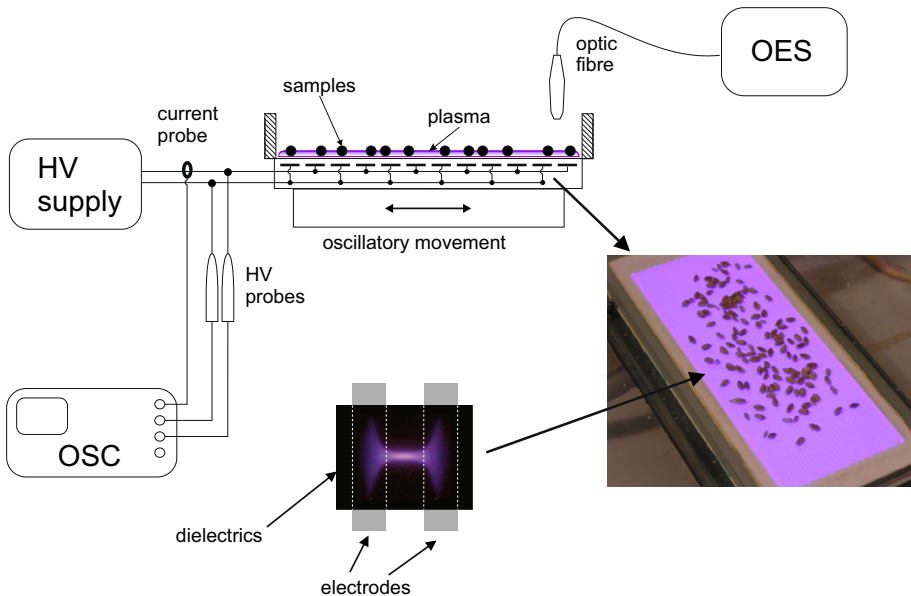 optic
fibre
OES
samples
plasma
current
probe
HV
supply
oscillatory movement
HV
probes
OSC
dielectrics
electrodes